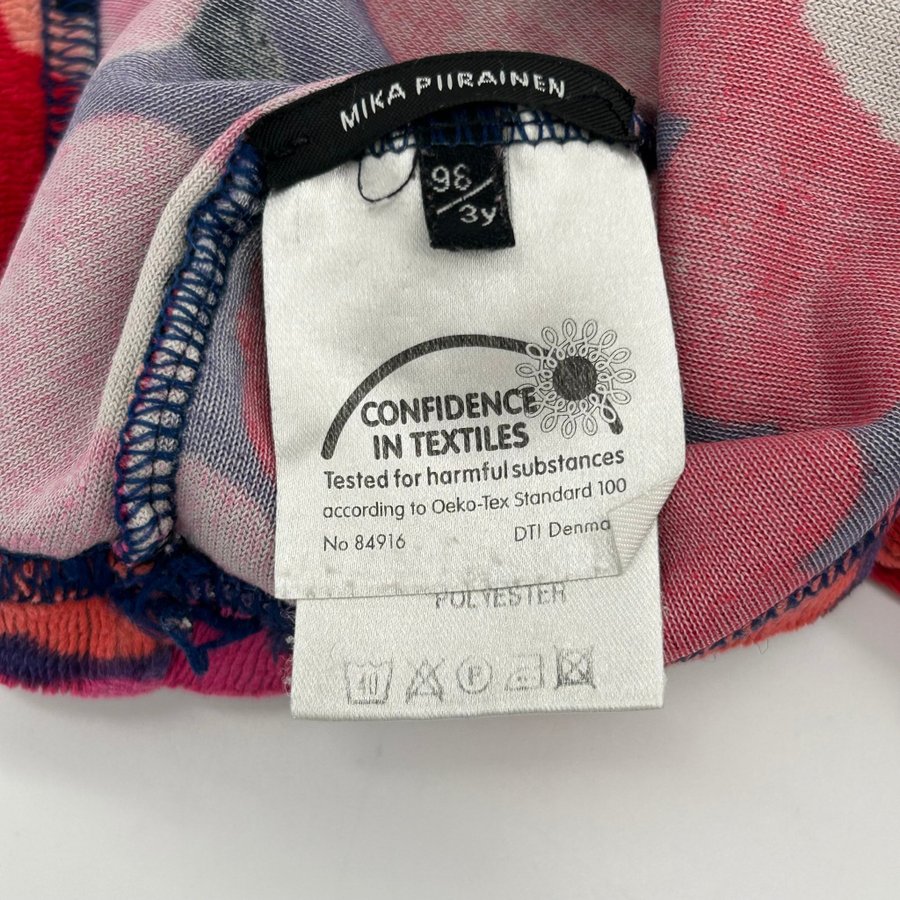 MIKA PIIRAINEN
98/3y
CONFIDENCE
IN TEXTILES
Tested for harmful substances
according to Oeko-Tex Standard 100
No 84916 DTI Denma
POLYESTER
40
P